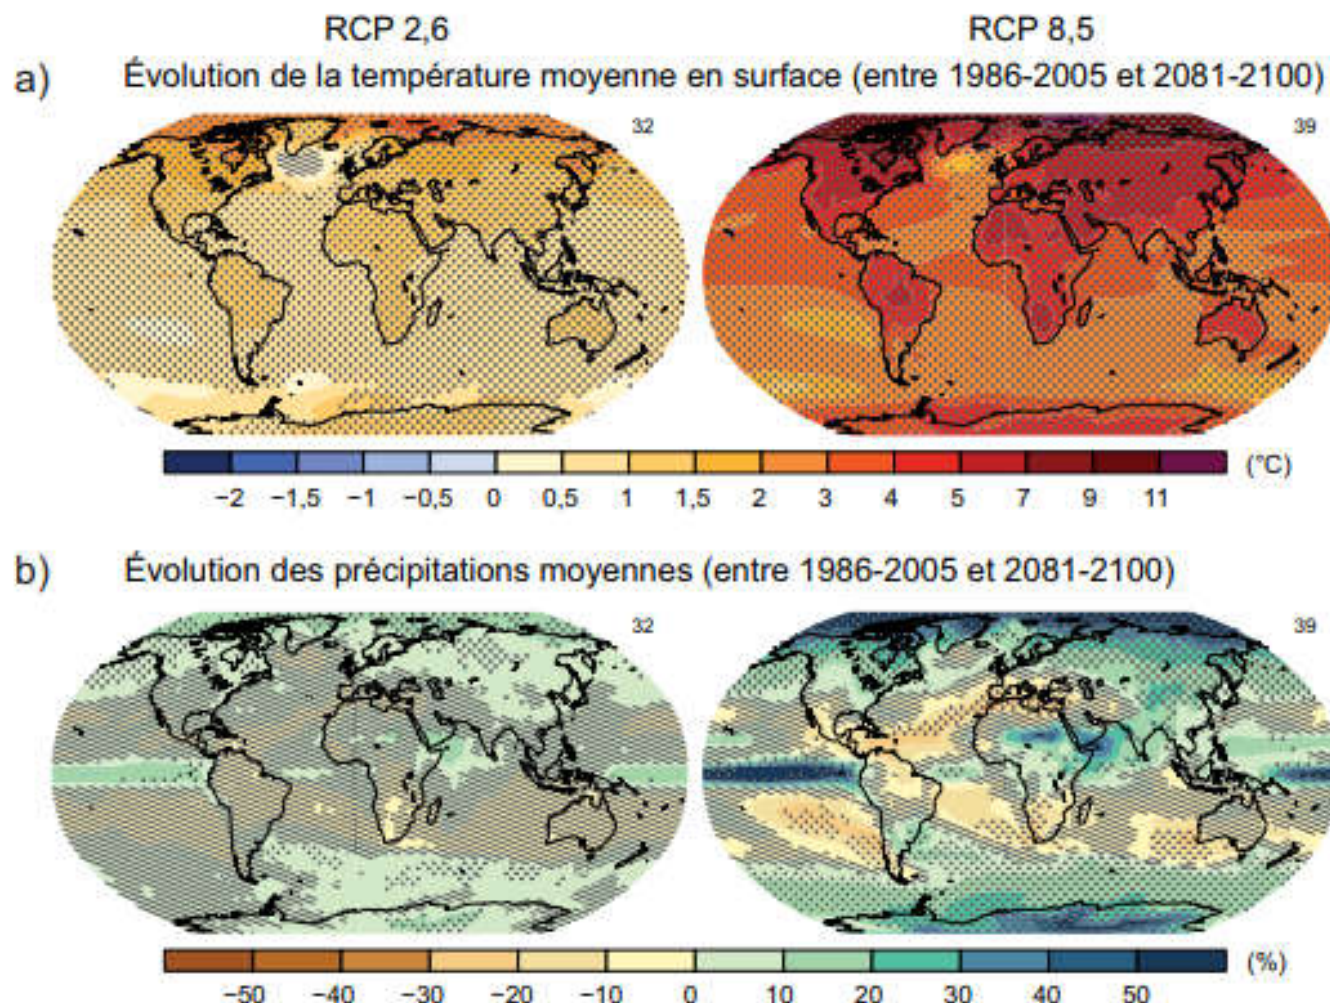 RCP 2,6 RCP 8,5
a) Évolution de la température moyenne en surface (entre 1986-2005 et 2081-2100)
32 39
−2 −1,5 −1 −0,5 0 0,5 1 1,5 2 3 4 5 7 9 11 (°C)
b) Évolution des précipitations moyennes (entre 1986-2005 et 2081-2100)
32 39
−50 −40 −30 −20 −10 0 10 20 30 40 50 (%)